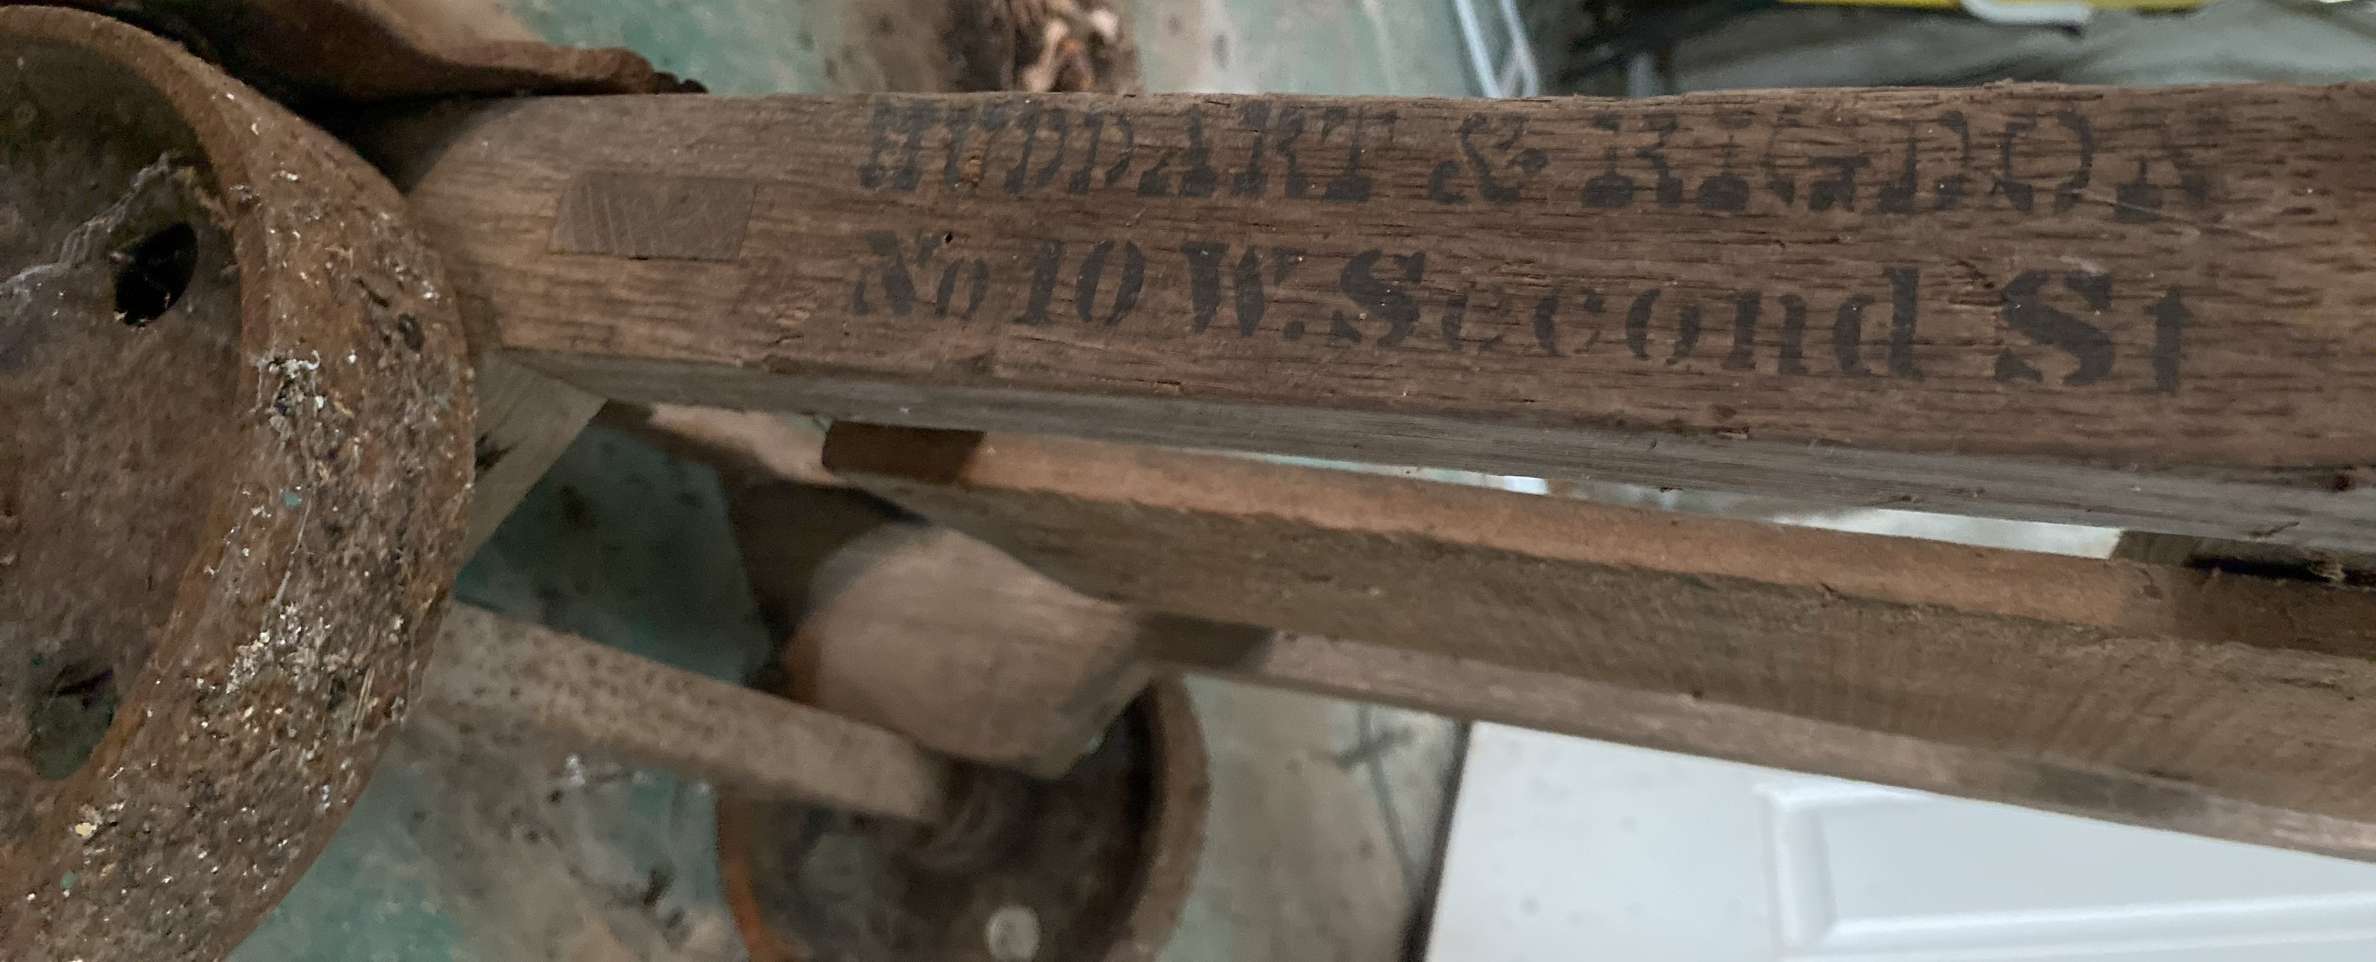 HUDDART & RIGDON
No 10 W. Second St